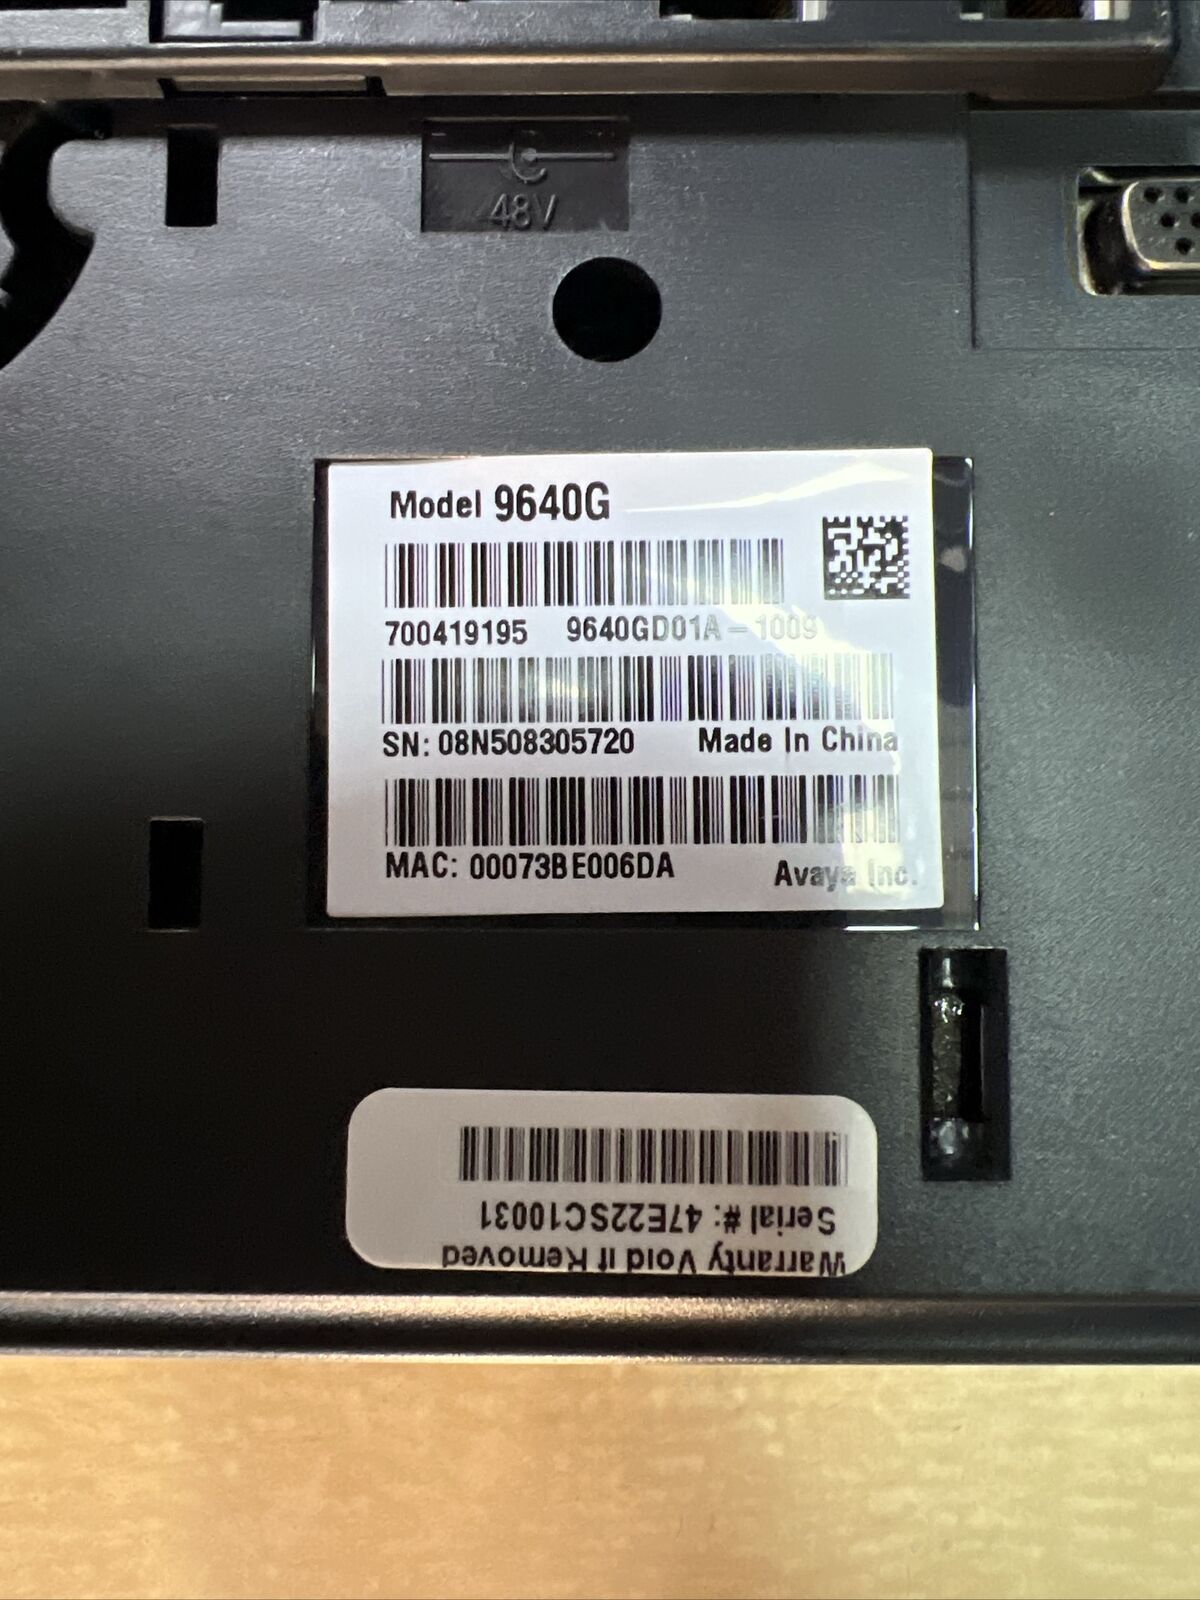 48V
Model 9640G
700419195 9640GD01A-1009
SN: 08N508305720 Made In China
MAC: 00073BE006DA Avaya Inc.
Warranty Void if Removed
Serial #: 47E22SC10031